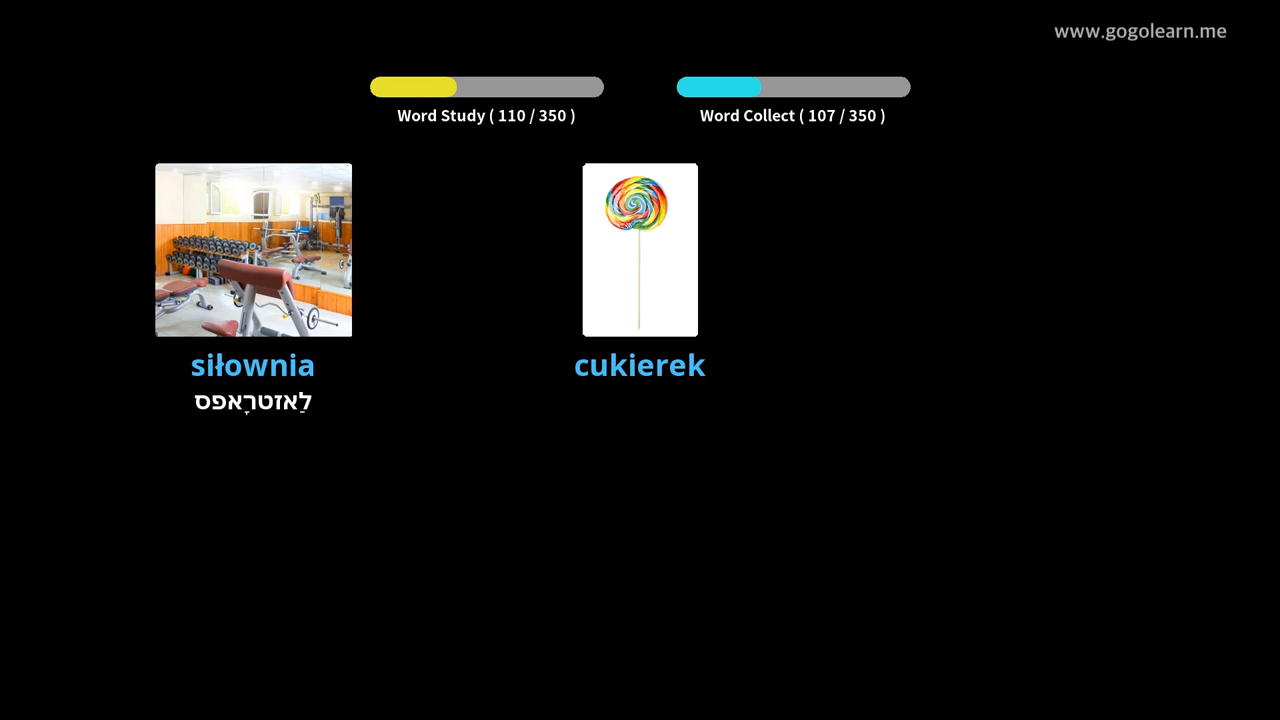 www.gogolearn.me
Word Study ( 110 / 350 )
Word Collect ( 107 / 350 )
siłownia
לַאזטרָאפס
cukierek